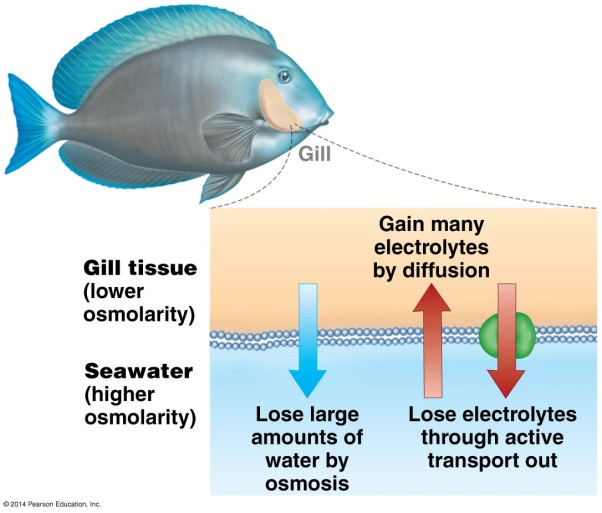 Gill
Gain many
electrolytes
by diffusion
Gill tissue
(lower
osmolarity)
Seawater
(higher
osmolarity)
Lose large
amounts of
water by
osmosis
Lose electrolytes
through active
transport out
© 2014 Pearson Education, Inc.